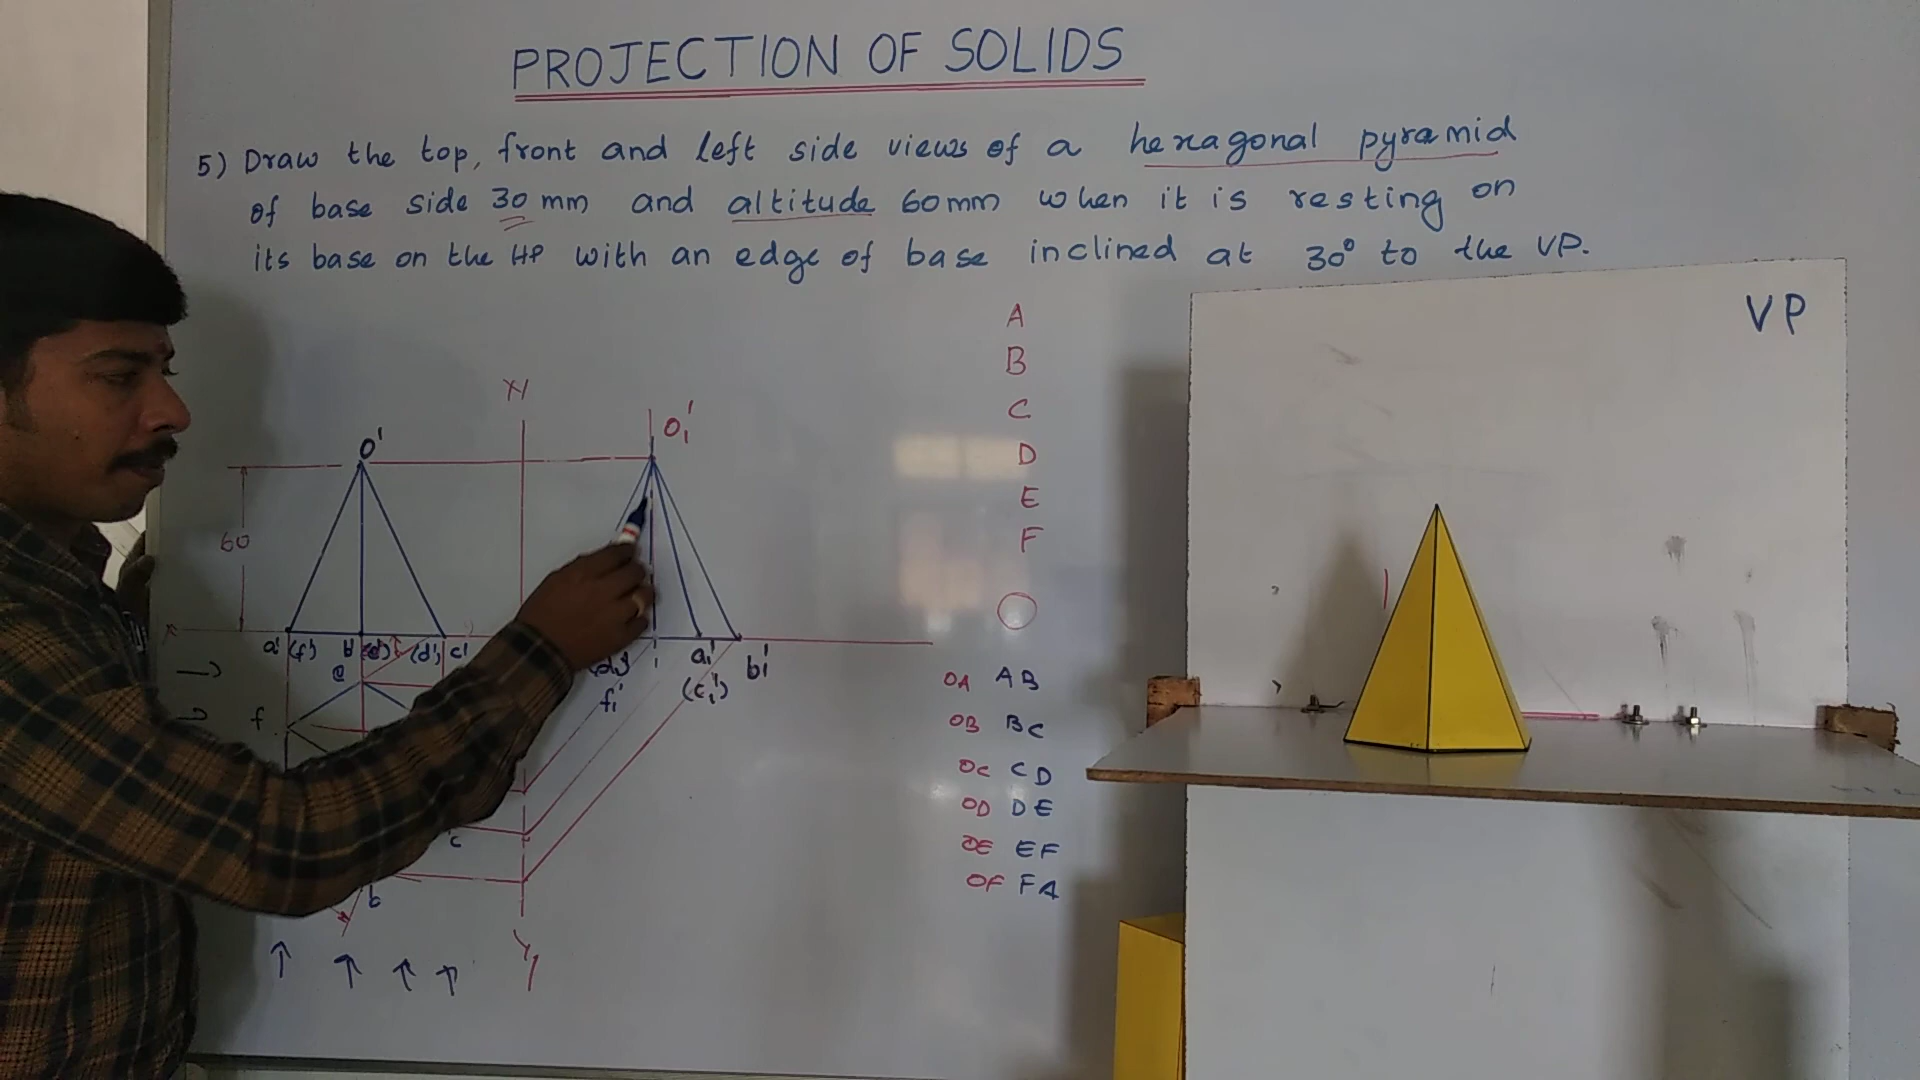 PROJECTION OF SOLIDS
5) Draw the top, front and left side views of a hexagonal pyramid
of base side 30 mm and altitude 60mm when it is resting on
its base on the HP with an edge of base inclined at 30° to the VP.
VP
A
B
C
D
E
F
O
X1
O'
O1'
60
a' (f') b' (d') c'
a1' b1'
f1' (c1')
e
f
c
b
Y1
OA AB
OB BC
OC CD
OD DE
OE EF
OF FA